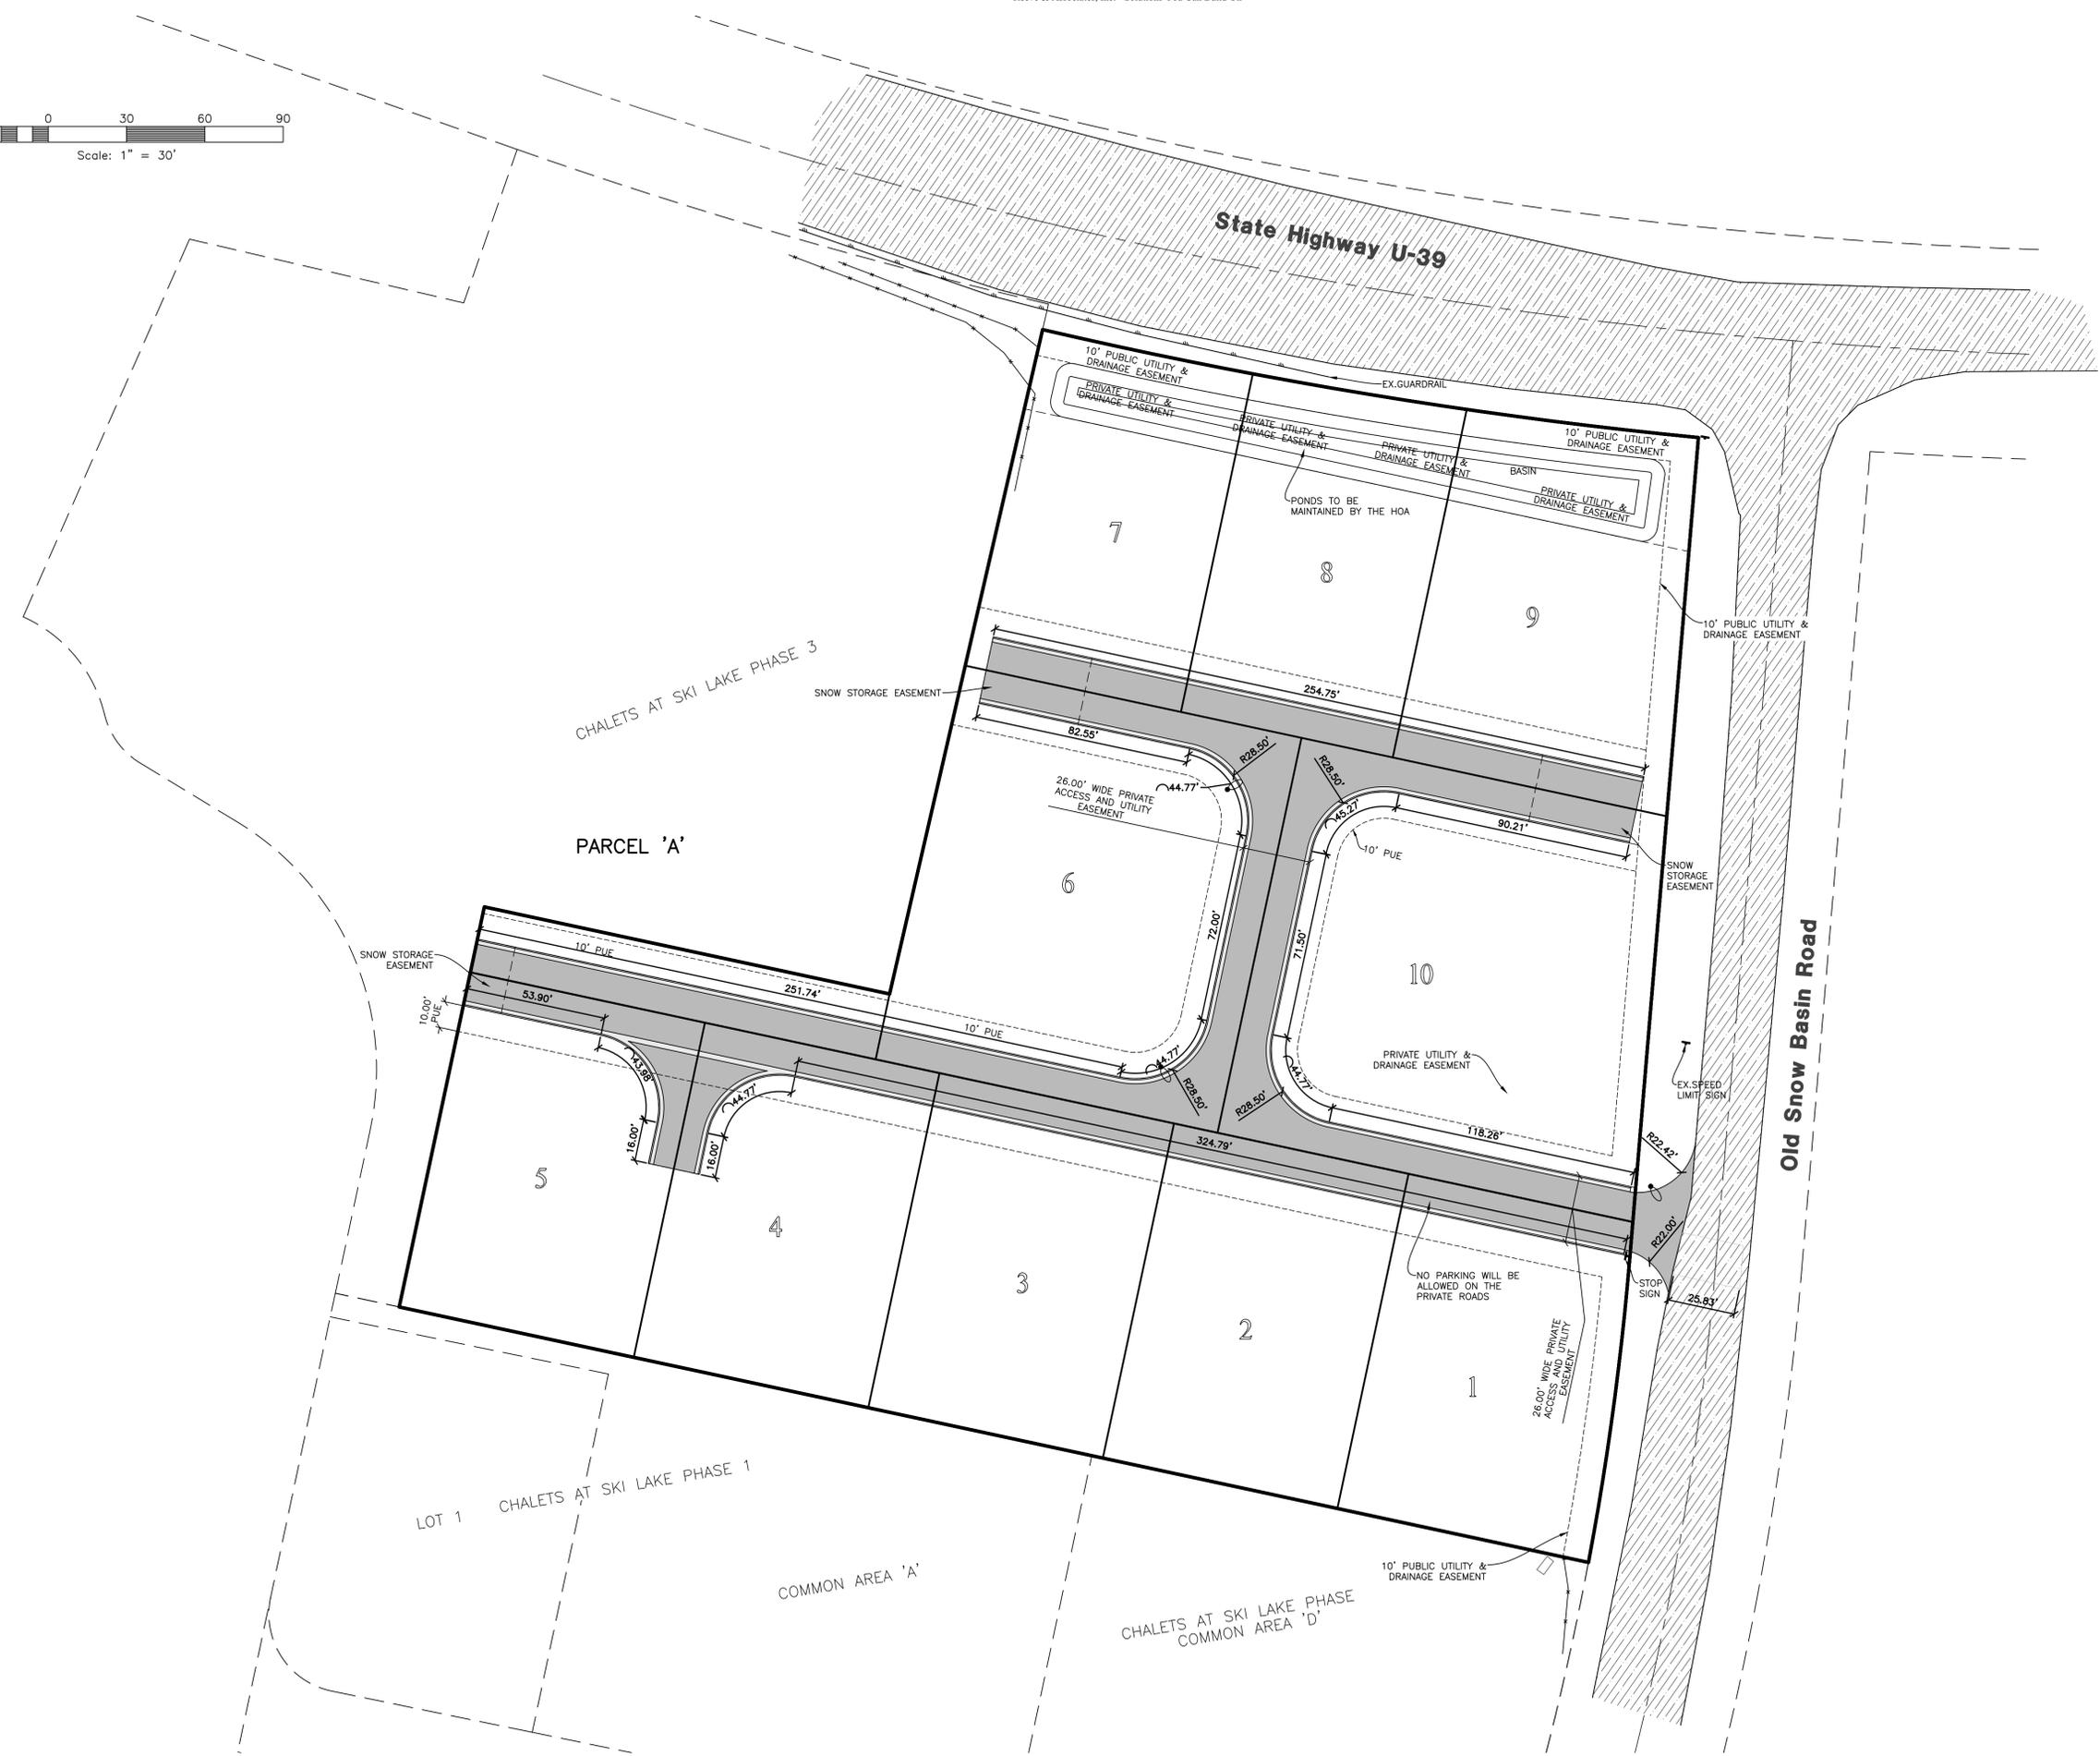 0 30 60 90
Scale: 1" = 30'
State Highway U-39
10' PUBLIC UTILITY &
DRAINAGE EASEMENT
EX.GUARDRAIL
PRIVATE UTILITY &
DRAINAGE EASEMENT
PRIVATE UTILITY &
DRAINAGE EASEMENT
PRIVATE UTILITY &
DRAINAGE EASEMENT
BASIN
10' PUBLIC UTILITY &
DRAINAGE EASEMENT
PRIVATE UTILITY &
DRAINAGE EASEMENT
PONDS TO BE
MAINTAINED BY THE HOA
7
8
9
10' PUBLIC UTILITY &
DRAINAGE EASEMENT
CHALETS AT SKI LAKE PHASE 3
SNOW STORAGE EASEMENT
254.75'
82.55'
R28.50'
R28.50'
44.77'
26.00' WIDE PRIVATE
ACCESS AND UTILITY
EASEMENT
45.27'
90.21'
10' PUE
SNOW
STORAGE
EASEMENT
PARCEL 'A'
6
72.00'
71.50'
10
Old Snow Basin Road
SNOW STORAGE
EASEMENT
10' PUE
251.74'
53.90'
10.00'
PUE
10' PUE
PRIVATE UTILITY &
DRAINAGE EASEMENT
EX.SPEED
LIMIT SIGN
43.98'
44.77'
44.77'
R28.50'
R28.50'
44.77'
118.26'
R22.42'
16.00'
16.00'
324.79'
R22.00'
5
4
3
2
1
NO PARKING WILL BE
ALLOWED ON THE
PRIVATE ROADS
STOP
SIGN
25.83'
26.00' WIDE PRIVATE
ACCESS AND UTILITY
EASEMENT
LOT 1
CHALETS AT SKI LAKE PHASE 1
COMMON AREA 'A'
CHALETS AT SKI LAKE PHASE
COMMON AREA 'D'
10' PUBLIC UTILITY &
DRAINAGE EASEMENT